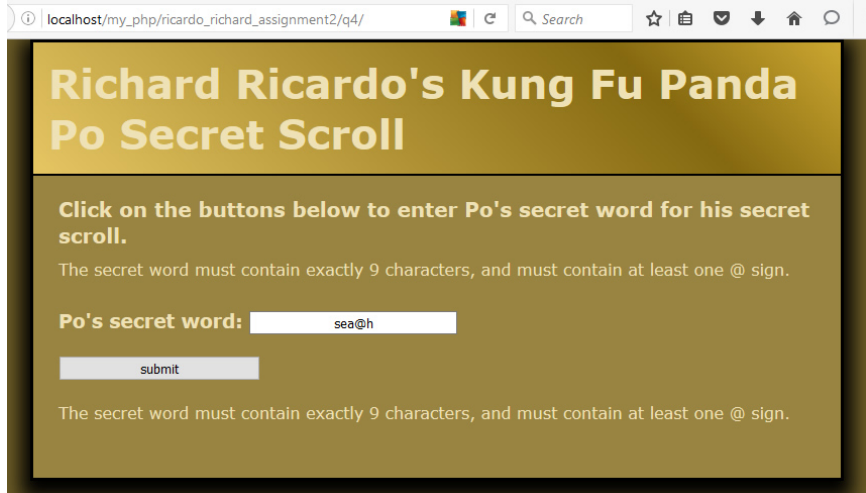 localhost/my_php/ricardo_richard_assignment2/q4/ Search
Richard Ricardo's Kung Fu Panda
Po Secret Scroll
Click on the buttons below to enter Po's secret word for his secret
scroll.
The secret word must contain exactly 9 characters, and must contain at least one @ sign.
Po's secret word: sea@h
submit
The secret word must contain exactly 9 characters, and must contain at least one @ sign.